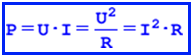 P = U · I = U²/R = I² · R